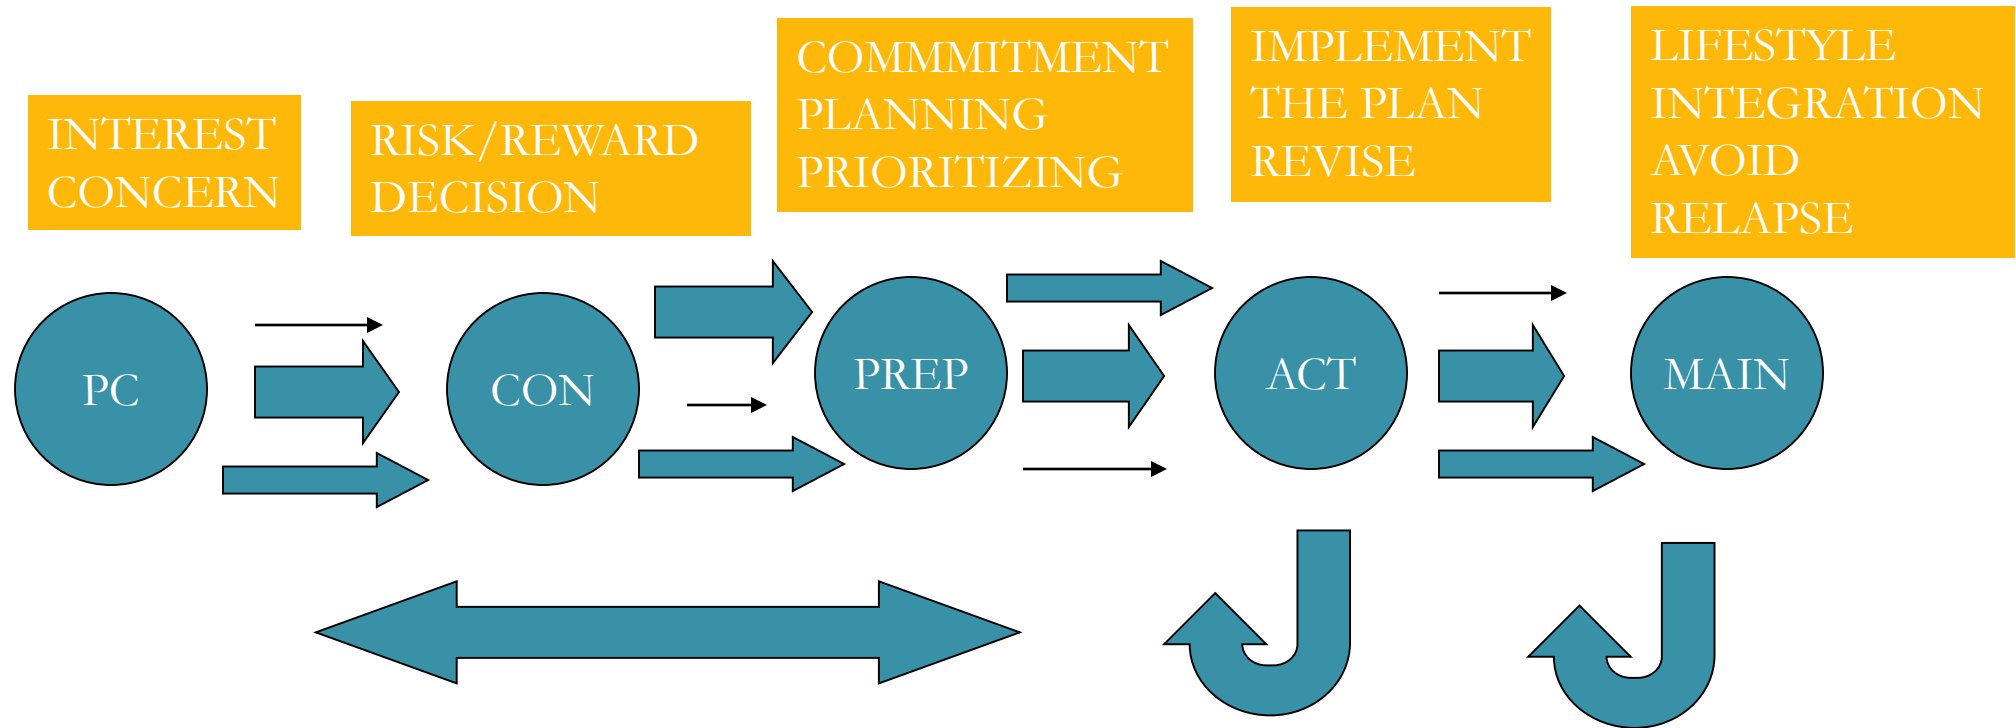 INTEREST
CONCERN
RISK/REWARD
DECISION
COMMMITMENT
PLANNING
PRIORITIZING
IMPLEMENT
THE PLAN
REVISE
LIFESTYLE
INTEGRATION
AVOID
RELAPSE
PC
CON
PREP
ACT
MAIN